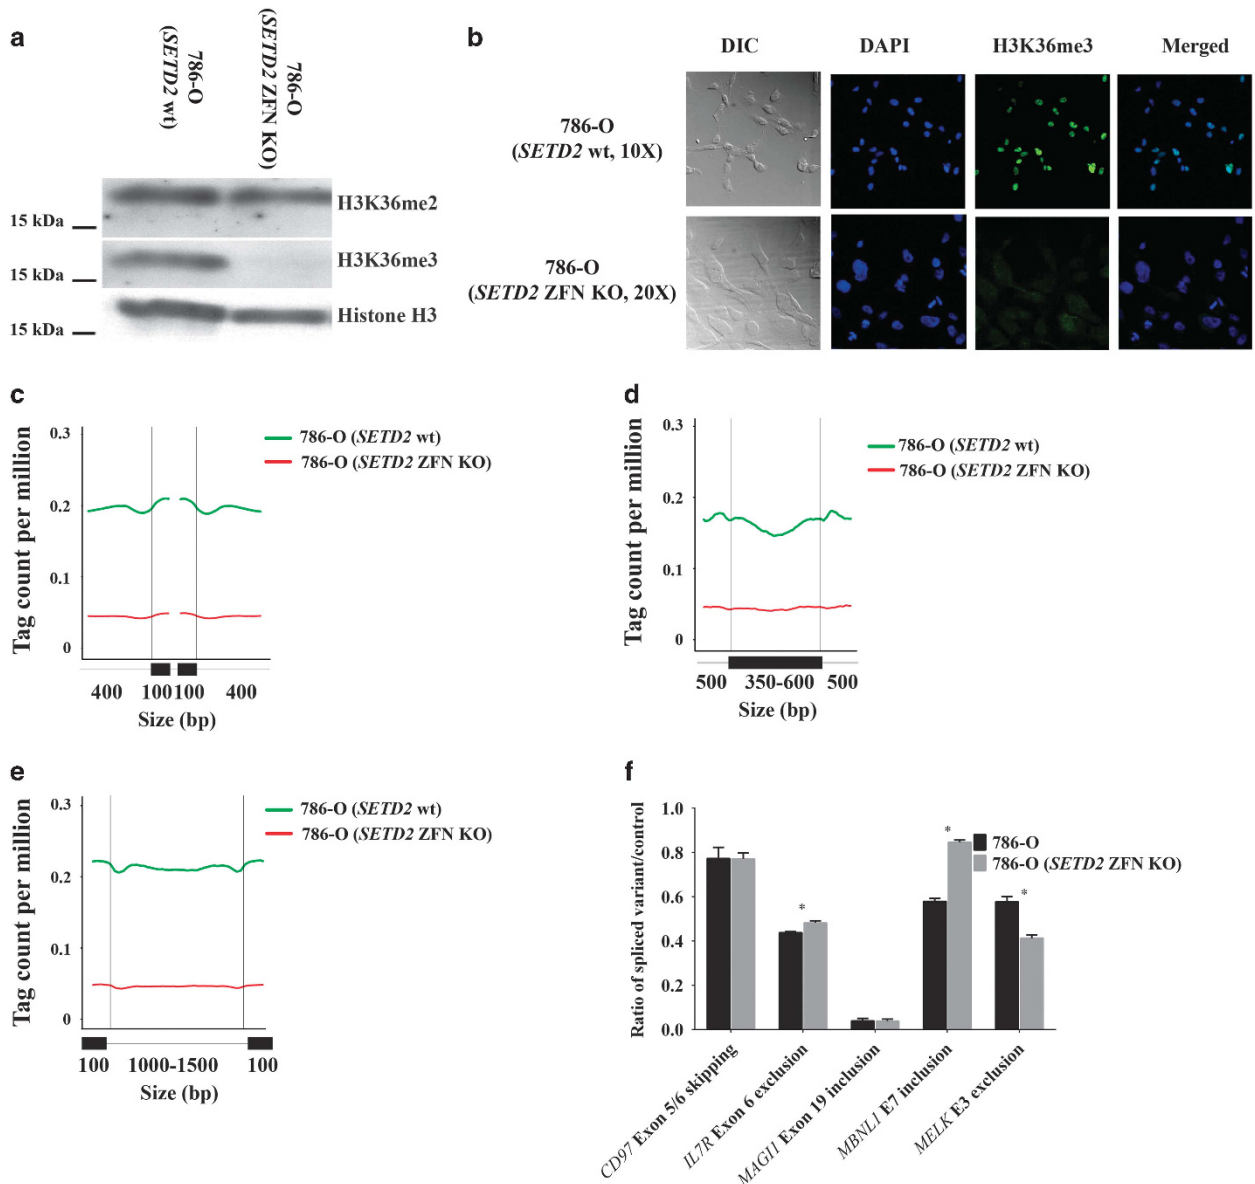 a
786-O
(SETD2 wt)
786-O
(SETD2 ZFN KO)
15 kDa
H3K36me2
15 kDa
H3K36me3
15 kDa
Histone H3
b
DIC
DAPI
H3K36me3
Merged
786-O
(SETD2 wt, 10X)
786-O
(SETD2 ZFN KO, 20X)
c
Tag count per million
0.3
0.2
0.1
0
786-O (SETD2 wt)
786-O (SETD2 ZFN KO)
400 100 100 400
Size (bp)
d
Tag count per million
0.3
0.2
0.1
0
786-O (SETD2 wt)
786-O (SETD2 ZFN KO)
500 350-600 500
Size (bp)
e
Tag count per million
0.3
0.2
0.1
0
786-O (SETD2 wt)
786-O (SETD2 ZFN KO)
100 1000-1500 100
Size (bp)
f
Ratio of spliced variant/control
1.0
0.8
0.6
0.4
0.2
0.0
*
*
*
786-O
786-O (SETD2 ZFN KO)
CD97 Exon 5/6 skipping
IL7R Exon 6 exclusion
MAGI1 Exon 19 inclusion
MBNL1 E7 inclusion
MELK E3 exclusion